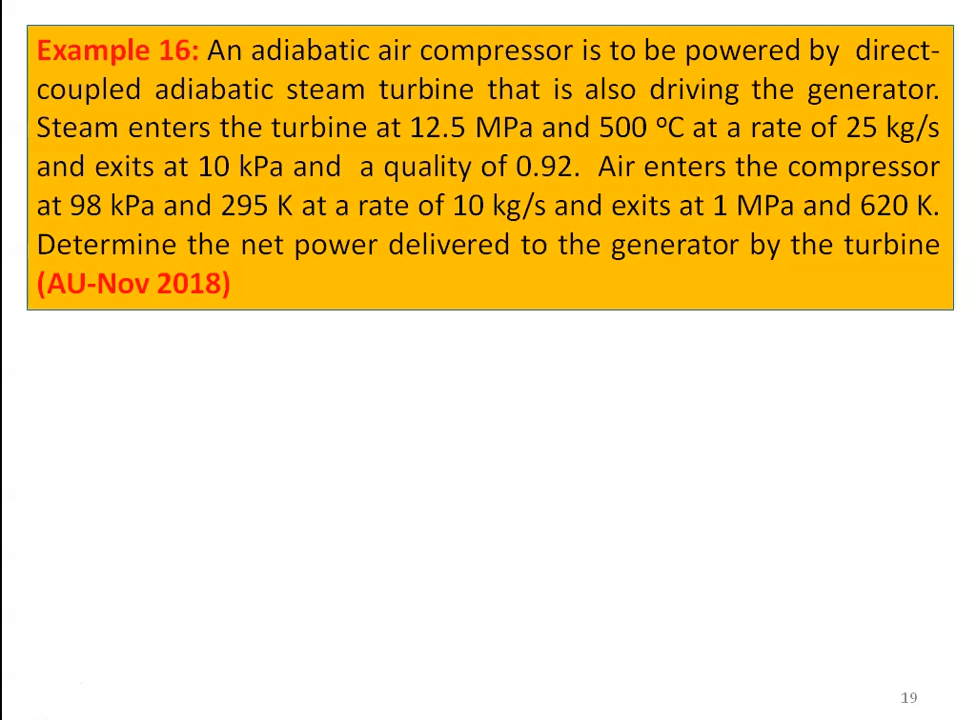 Example 16: An adiabatic air compressor is to be powered by direct-
coupled adiabatic steam turbine that is also driving the generator.
Steam enters the turbine at 12.5 MPa and 500 ºC at a rate of 25 kg/s
and exits at 10 kPa and a quality of 0.92. Air enters the compressor
at 98 kPa and 295 K at a rate of 10 kg/s and exits at 1 MPa and 620 K.
Determine the net power delivered to the generator by the turbine
(AU-Nov 2018)
19